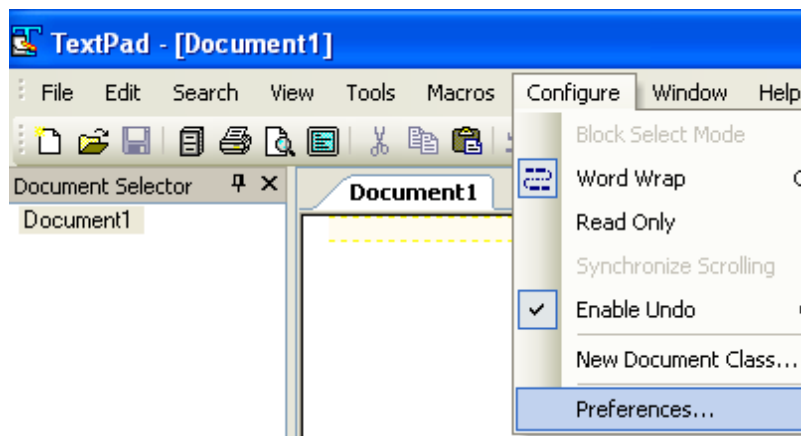 TextPad - [Document1]
File Edit Search View Tools Macros Configure Window Help
Block Select Mode
Document Selector
Document1
Document1
Word Wrap
Read Only
Synchronize Scrolling
Enable Undo
New Document Class...
Preferences...